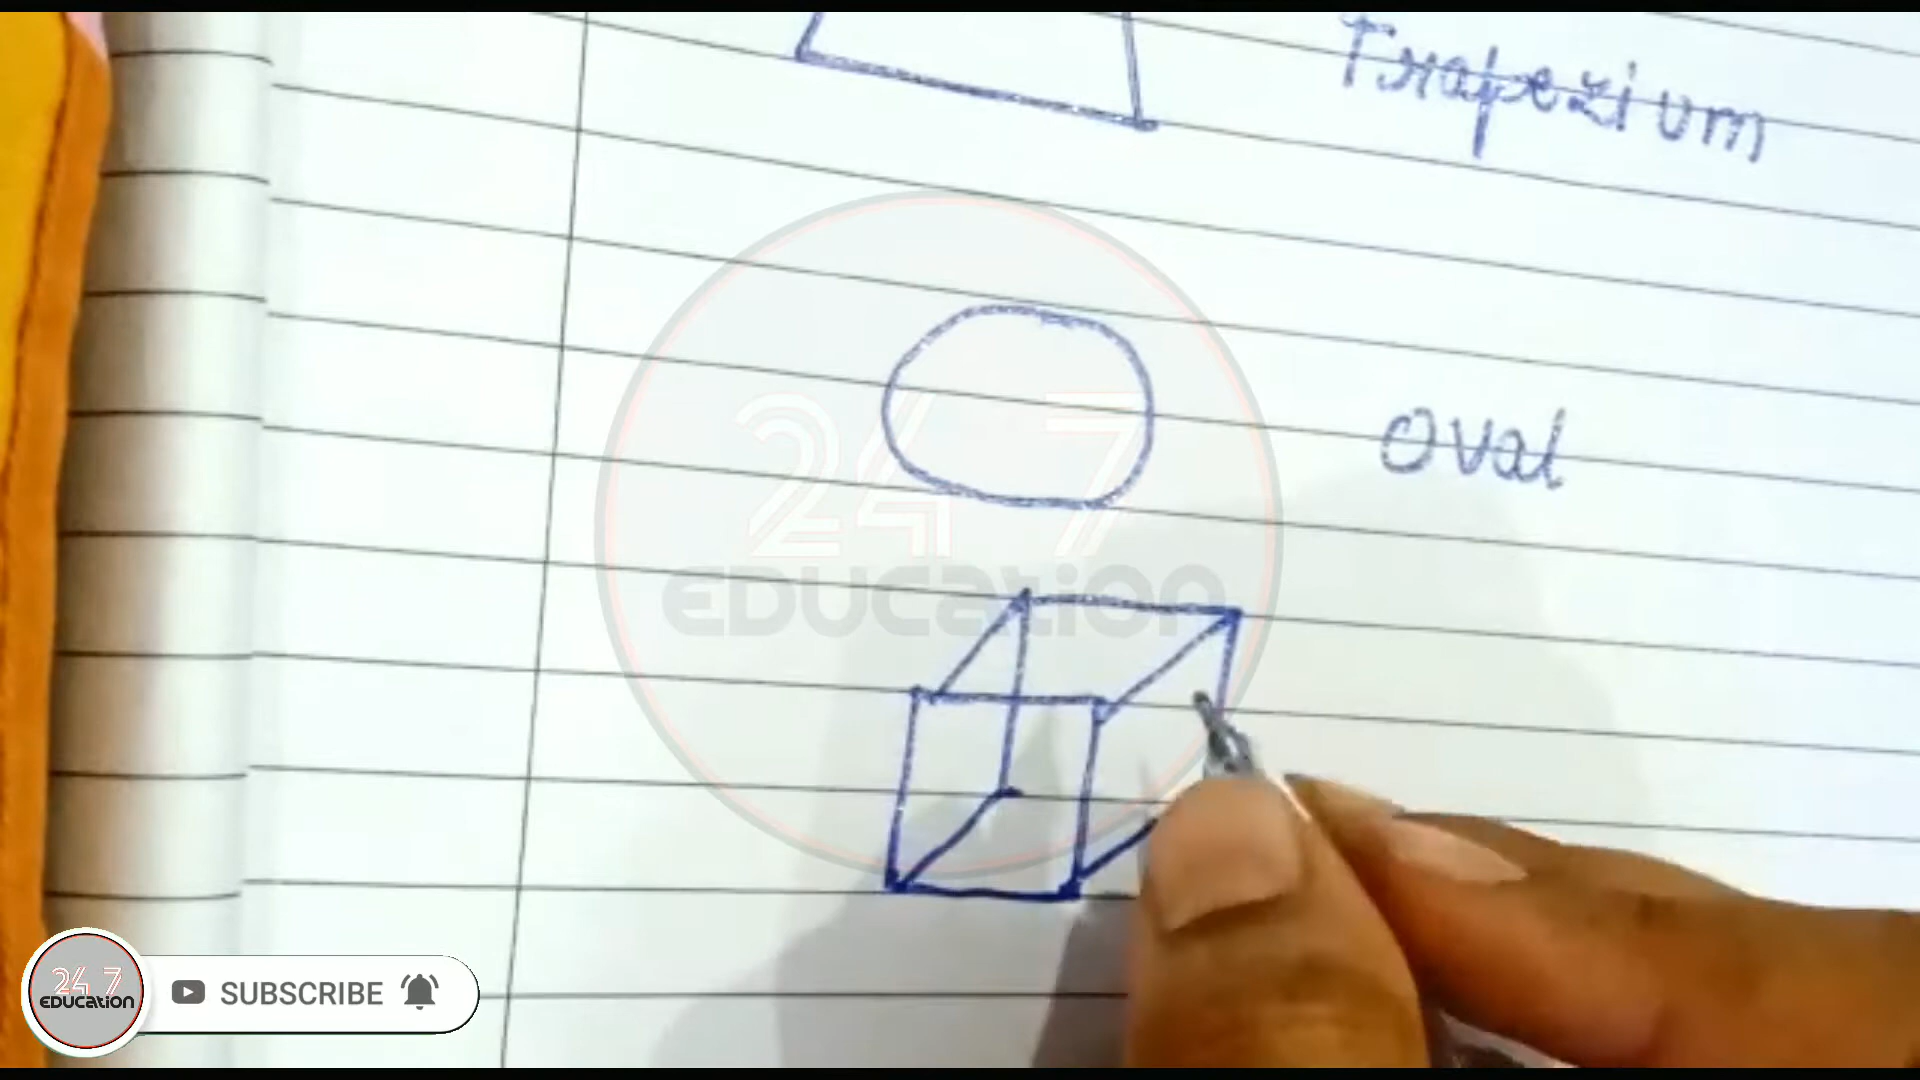 Trapezium
24 7
Oval
EDUCATION
24 7
EDUCATION
SUBSCRIBE